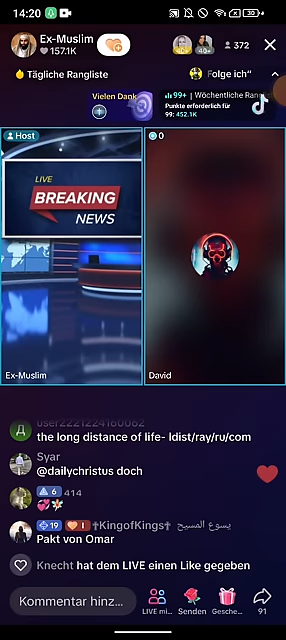 14:20
Ex-Muslim
157.1K
40+
372
Tägliche Rangliste
Folge ich“
Vielen Dank
99+ | Wöchentliche Ran
Punkte erforderlich für
99: 452.1K
Host
0
LIVE
BREAKING
NEWS
Ex-Muslim
David
user2221224160062
the long distance of life- ldist/ray/ru/com
Syar
@dailychristus doch
6 414
💞💐
19 1 ✝KingofKings✝ يسوع المسيح
Pakt von Omar
Knecht hat dem LIVE einen Like gegeben
Kommentar hinz...
LIVE mi...
Senden
Gesche...
91